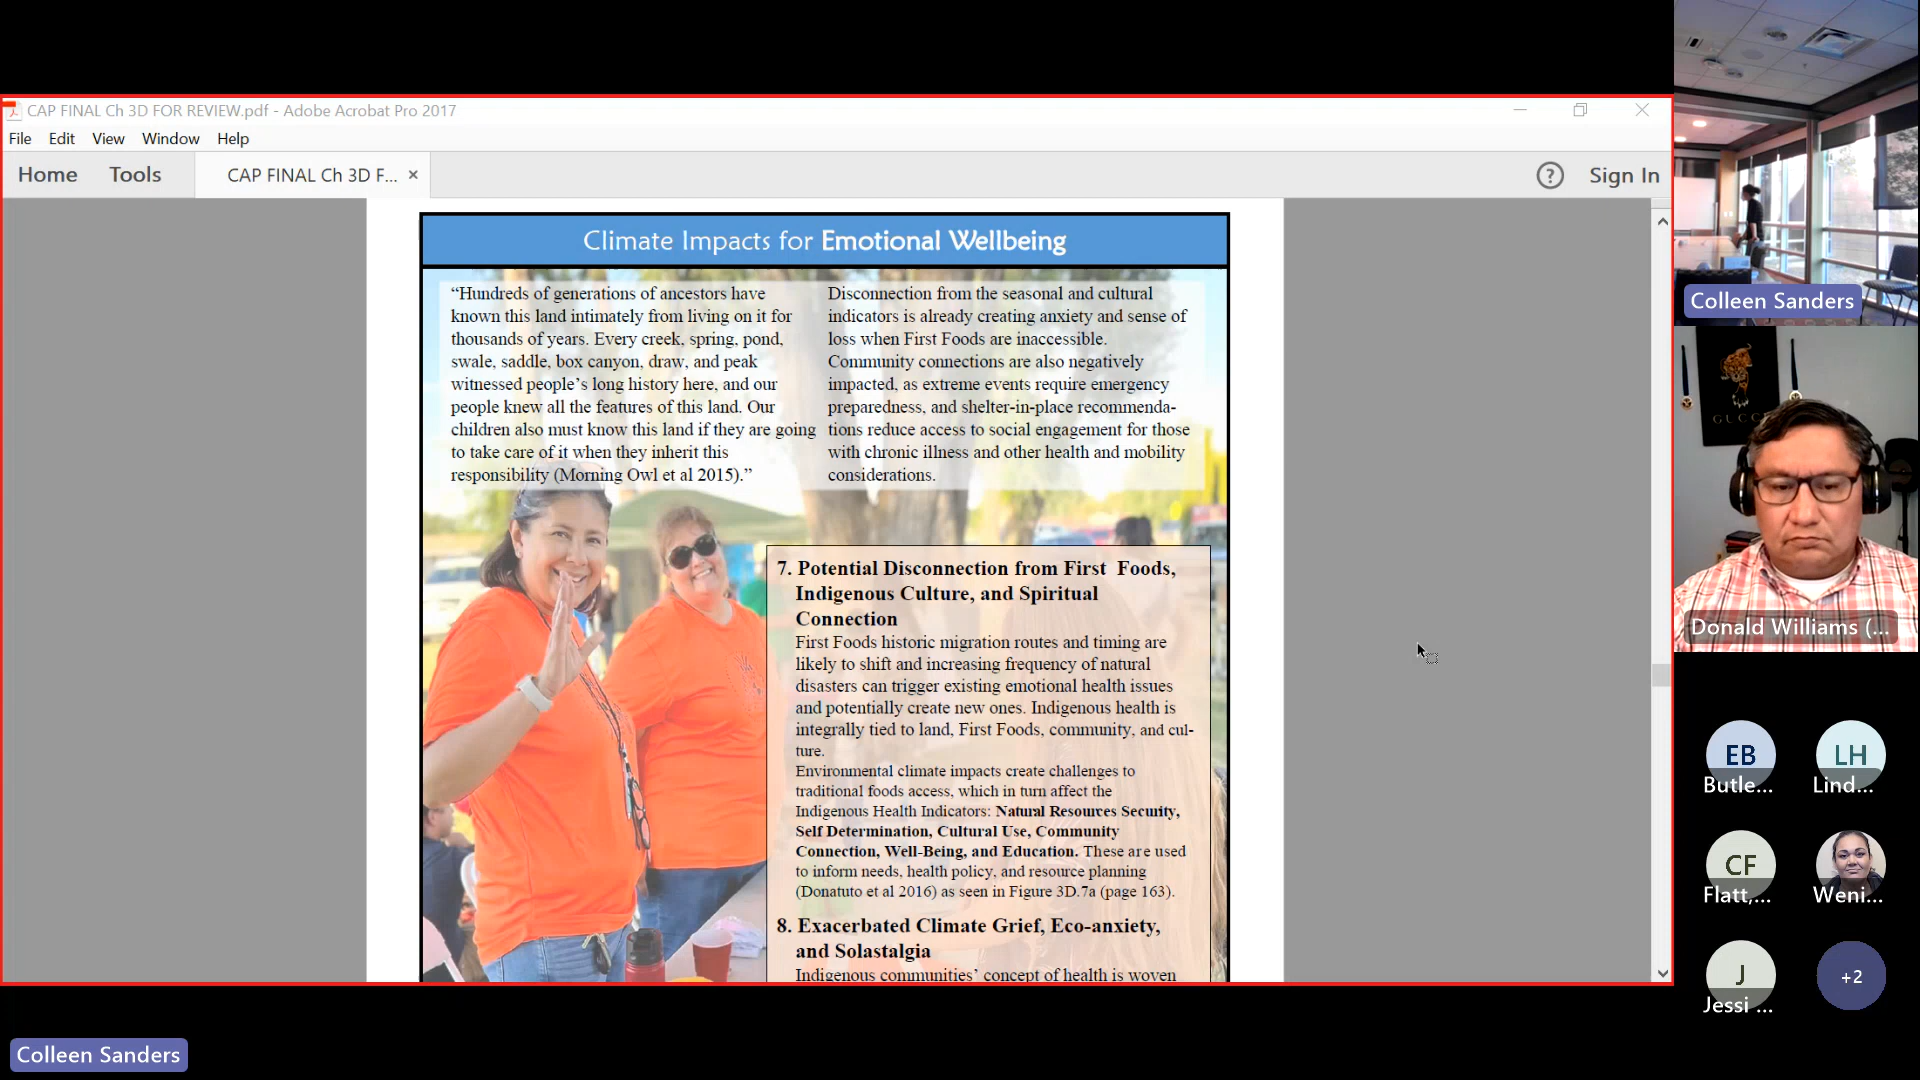 CAP FINAL Ch 3D FOR REVIEW.pdf - Adobe Acrobat Pro 2017
File Edit View Window Help
Home Tools CAP FINAL Ch 3D F... × ? Sign In
Climate Impacts for Emotional Wellbeing
“Hundreds of generations of ancestors have
known this land intimately from living on it for
thousands of years. Every creek, spring, pond,
swale, saddle, box canyon, draw, and peak
witnessed people’s long history here, and our
people knew all the features of this land. Our
children also must know this land if they are going
to take care of it when they inherit this
responsibility (Morning Owl et al 2015).”
Disconnection from the seasonal and cultural
indicators is already creating anxiety and sense of
loss when First Foods are inaccessible.
Community connections are also negatively
impacted, as extreme events require emergency
preparedness, and shelter-in-place recommenda-
tions reduce access to social engagement for those
with chronic illness and other health and mobility
considerations.
7. Potential Disconnection from First Foods,
Indigenous Culture, and Spiritual
Connection
First Foods historic migration routes and timing are
likely to shift and increasing frequency of natural
disasters can trigger existing emotional health issues
and potentially create new ones. Indigenous health is
integrally tied to land, First Foods, community, and cul-
ture.
Environmental climate impacts create challenges to
traditional foods access, which in turn affect the
Indigenous Health Indicators: Natural Resources Security,
Self Determination, Cultural Use, Community
Connection, Well-Being, and Education. These are used
to inform needs, health policy, and resource planning
(Donatuto et al 2016) as seen in Figure 3D.7a (page 163).
8. Exacerbated Climate Grief, Eco-anxiety,
and Solastalgia
Indigenous communities’ concept of health is woven
Colleen Sanders
Donald Williams (...
EB
Butle...
LH
Lind...
CF
Flatt,...
Weni...
J
Jessi ...
+2
Colleen Sanders